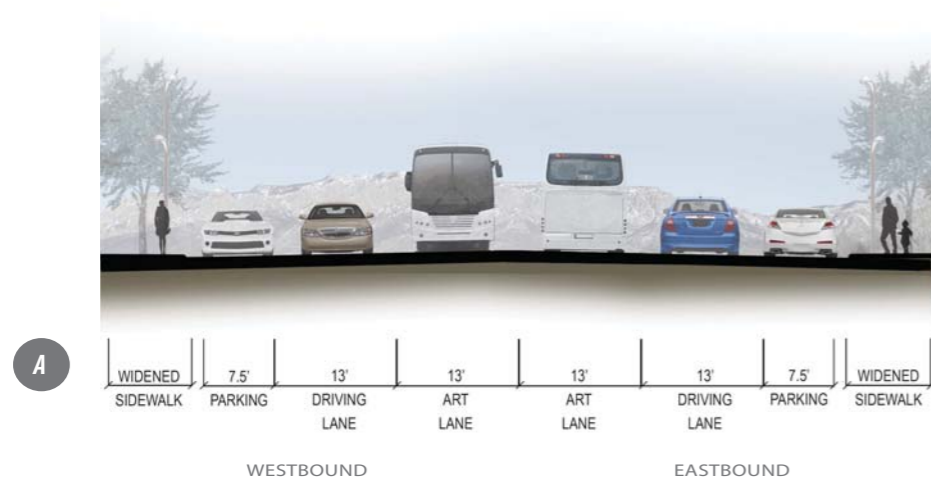 A
WIDENED 7.5' 13' 13' 13' 13' 7.5' WIDENED
SIDEWALK PARKING DRIVING ART ART DRIVING PARKING SIDEWALK
LANE LANE LANE LANE
WESTBOUND EASTBOUND